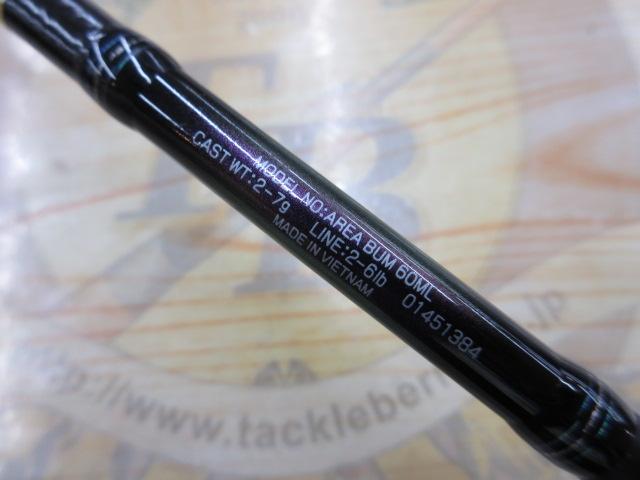 MODEL NO:AREA BUM 60ML
CAST WT:2-7g LINE:2-6lb 01451384
MADE IN VIETNAM
http://www.tackleber
.jp